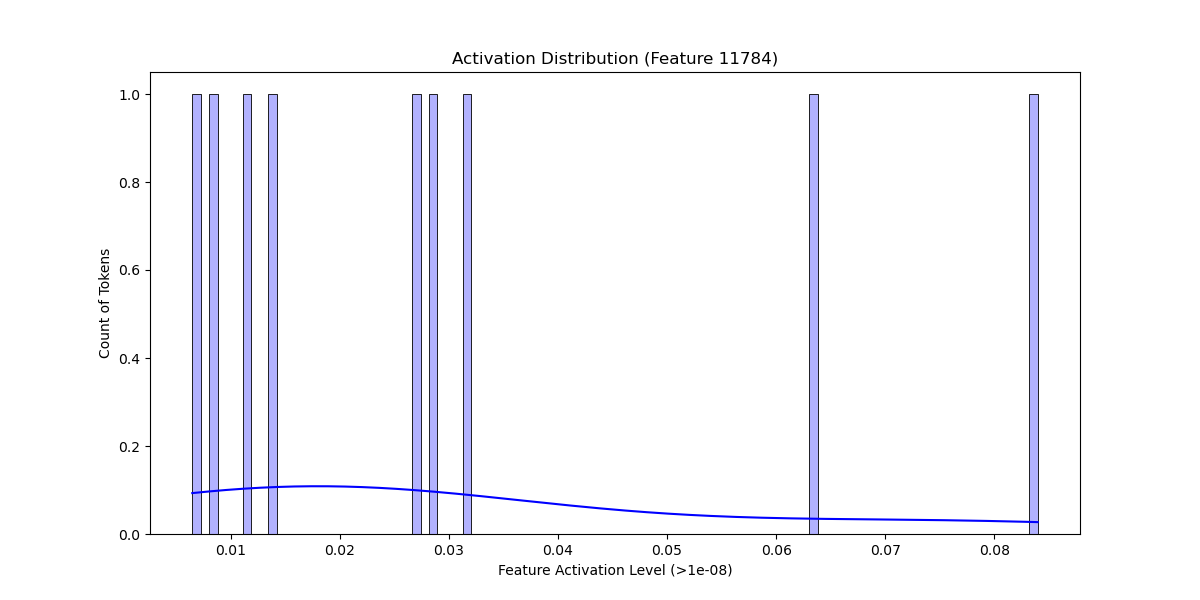 Activation Distribution (Feature 11784)
1.0
0.8
0.6
0.4
0.2
0.0
Count of Tokens
0.01 0.02 0.03 0.04 0.05 0.06 0.07 0.08
Feature Activation Level (>1e-08)